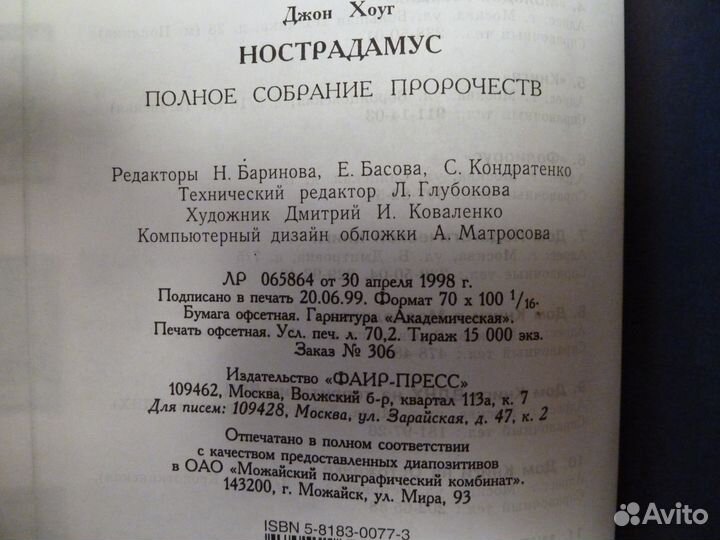 Джон Хоуг
НОСТРАДАМУС
ПОЛНОЕ СОБРАНИЕ ПРОРОЧЕСТВ
Редакторы Н. Баринова, Е. Басова, С. Кондратенко
Технический редактор Л. Глубокова
Художник Дмитрий И. Коваленко
Компьютерный дизайн обложки А. Матросова
ЛР 065864 от 30 апреля 1998 г.
Подписано в печать 20.06.99. Формат 70 x 100 1/16.
Бумага офсетная. Гарнитура «Академическая».
Печать офсетная. Усл. печ. л. 70,2. Тираж 15 000 экз.
Заказ № 306
Издательство «ФАИР-ПРЕСС»
109462, Москва, Волжский б-р, квартал 113а, к. 7
Для писем: 109428, Москва, ул. Зарайская, д. 47, к. 2
Отпечатано в полном соответствии
с качеством предоставленных диапозитивов
в ОАО «Можайский полиграфический комбинат».
143200, г. Можайск, ул. Мира, 93
ISBN 5-8183-0077-3
Avito